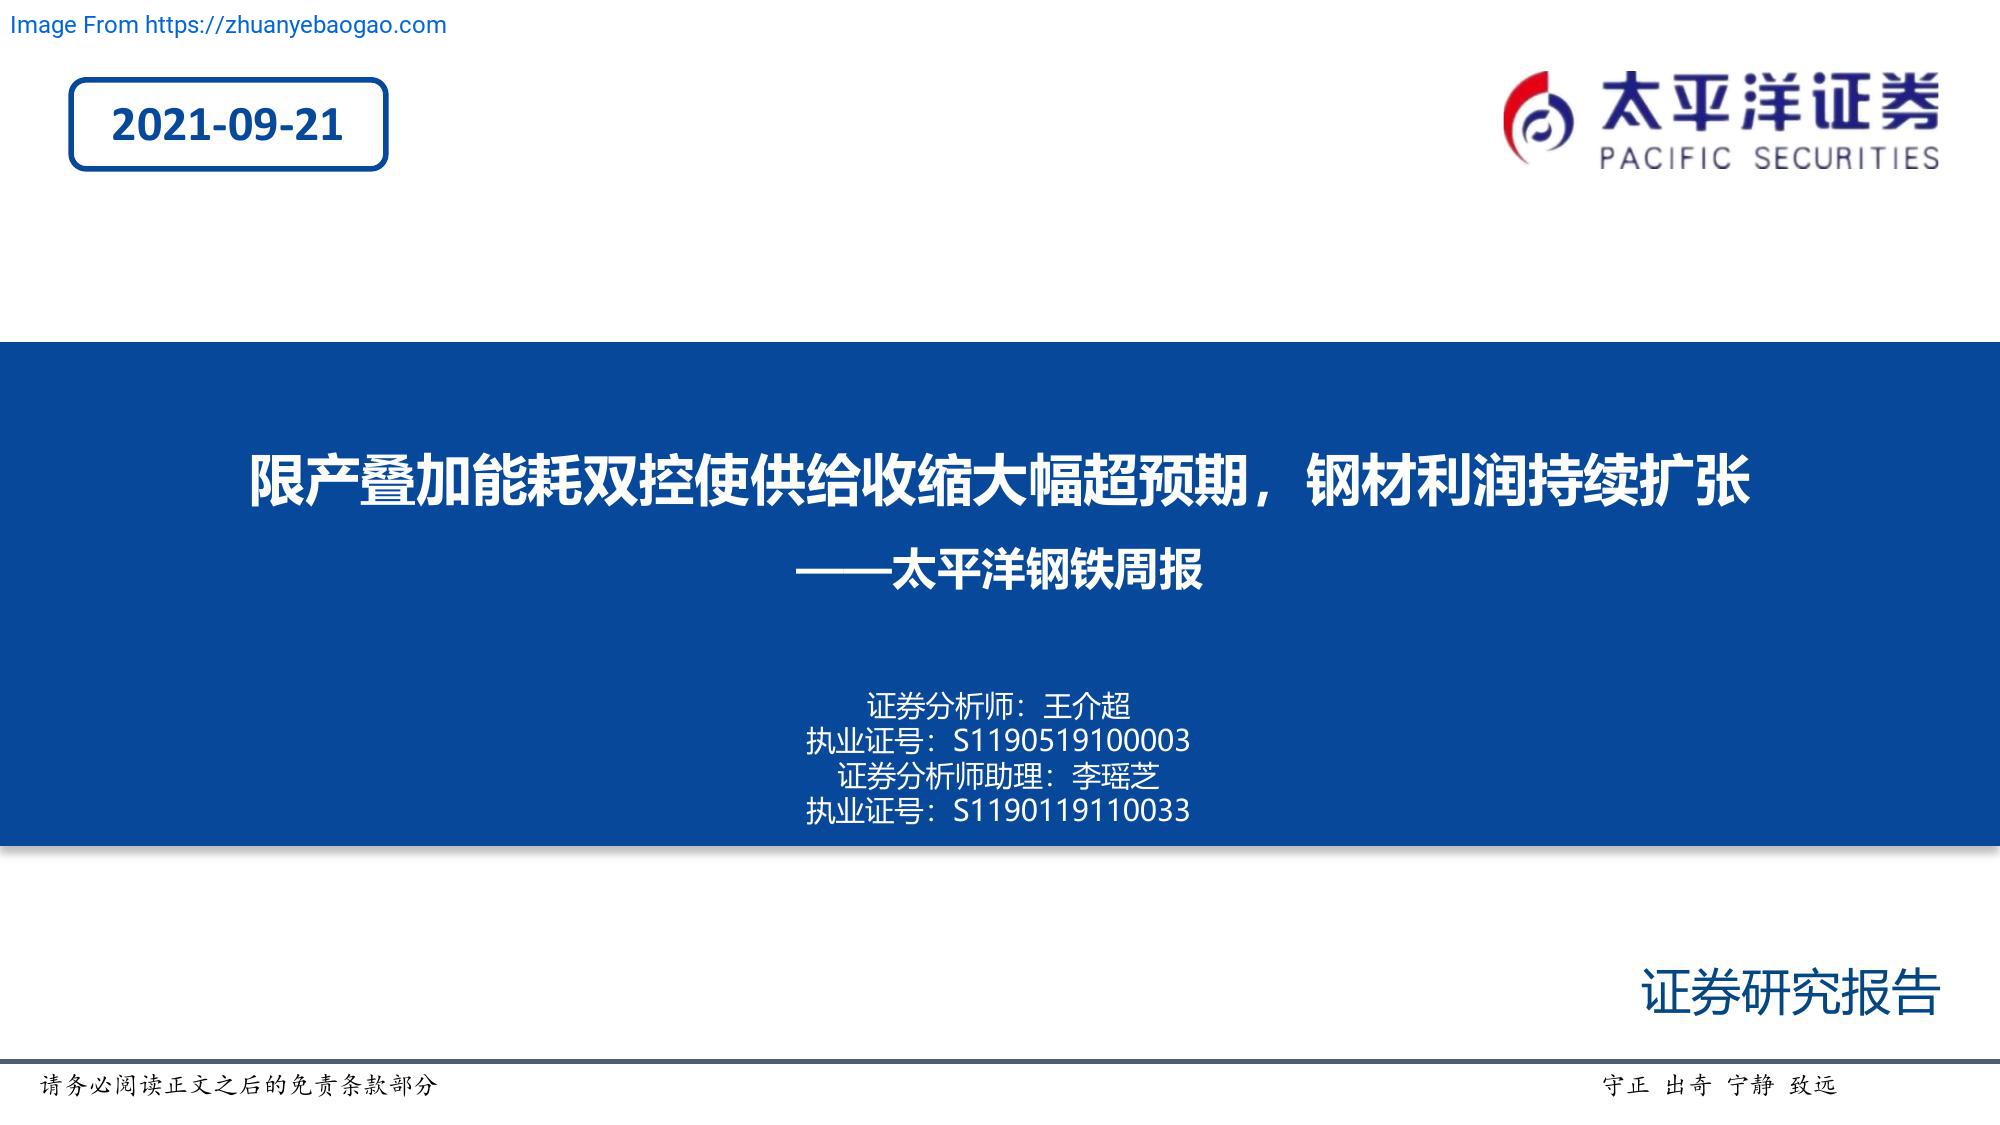 Image From https://zhuanyebaogao.com
2021-09-21
太平洋证券
PACIFIC SECURITIES
限产叠加能耗双控使供给收缩大幅超预期，钢材利润持续扩张
——太平洋钢铁周报
证券分析师：王介超
执业证号：S1190519100003
证券分析师助理：李瑶芝
执业证号：S1190119110033
证券研究报告
请务必阅读正文之后的免责条款部分
守正 出奇 宁静 致远